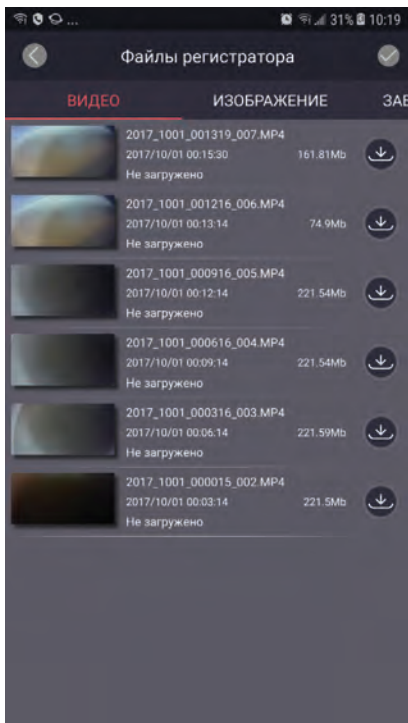 ... 31% 10:19
Файлы регистратора
ВИДЕО ИЗОБРАЖЕНИЕ ЗАБ
2017_1001_001319_007.MP4
2017/10/01 00:15:30 161.81Mb
Не загружено
2017_1001_001216_006.MP4
2017/10/01 00:13:14 74.9Mb
Не загружено
2017_1001_000916_005.MP4
2017/10/01 00:12:14 221.54Mb
Не загружено
2017_1001_000616_004.MP4
2017/10/01 00:09:14 221.54Mb
Не загружено
2017_1001_000316_003.MP4
2017/10/01 00:06:14 221.59Mb
Не загружено
2017_1001_000015_002.MP4
2017/10/01 00:03:14 221.5Mb
Не загружено